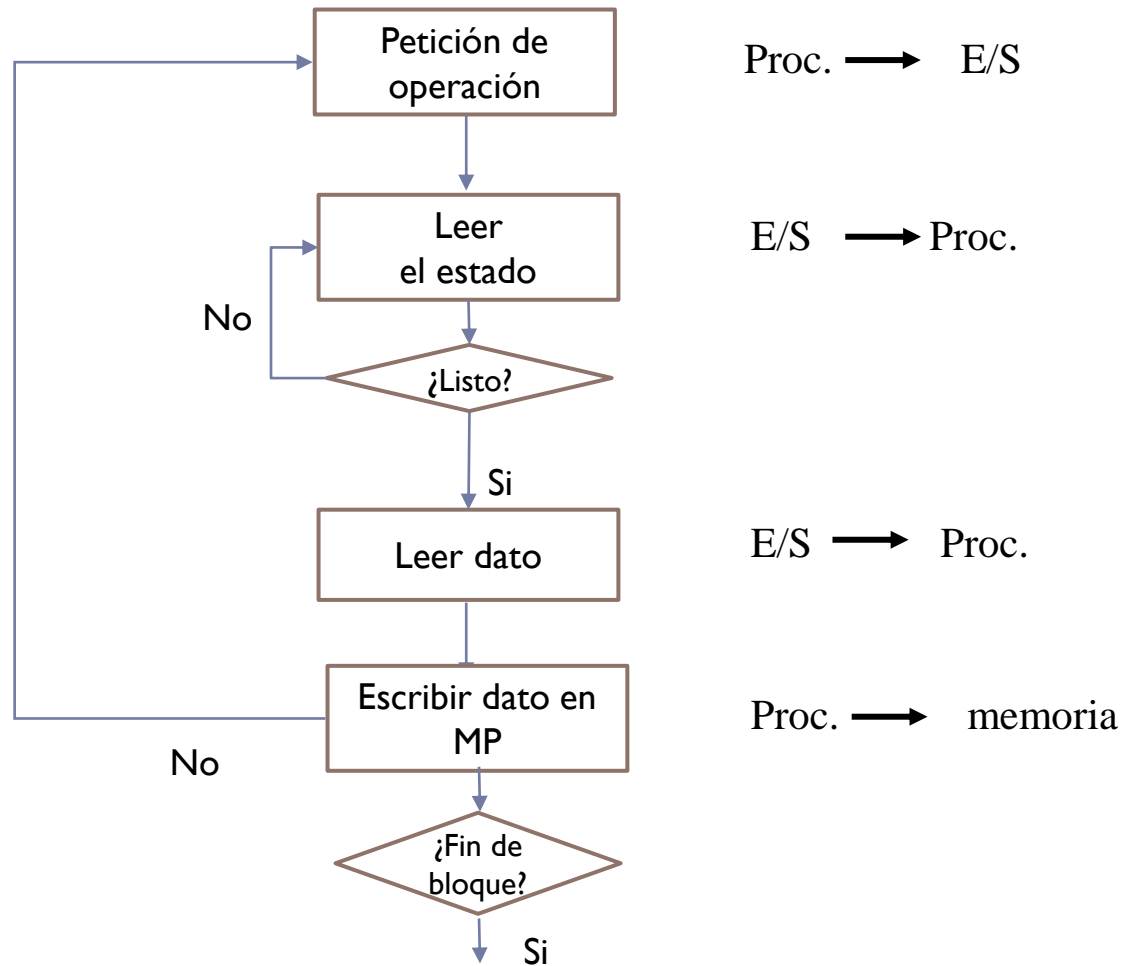 Petición de
operación
Proc. E/S
Leer
el estado
E/S Proc.
No
¿Listo?
Si
Leer dato
E/S Proc.
Escribir dato en
MP
Proc. memoria
No
¿Fin de
bloque?
Si